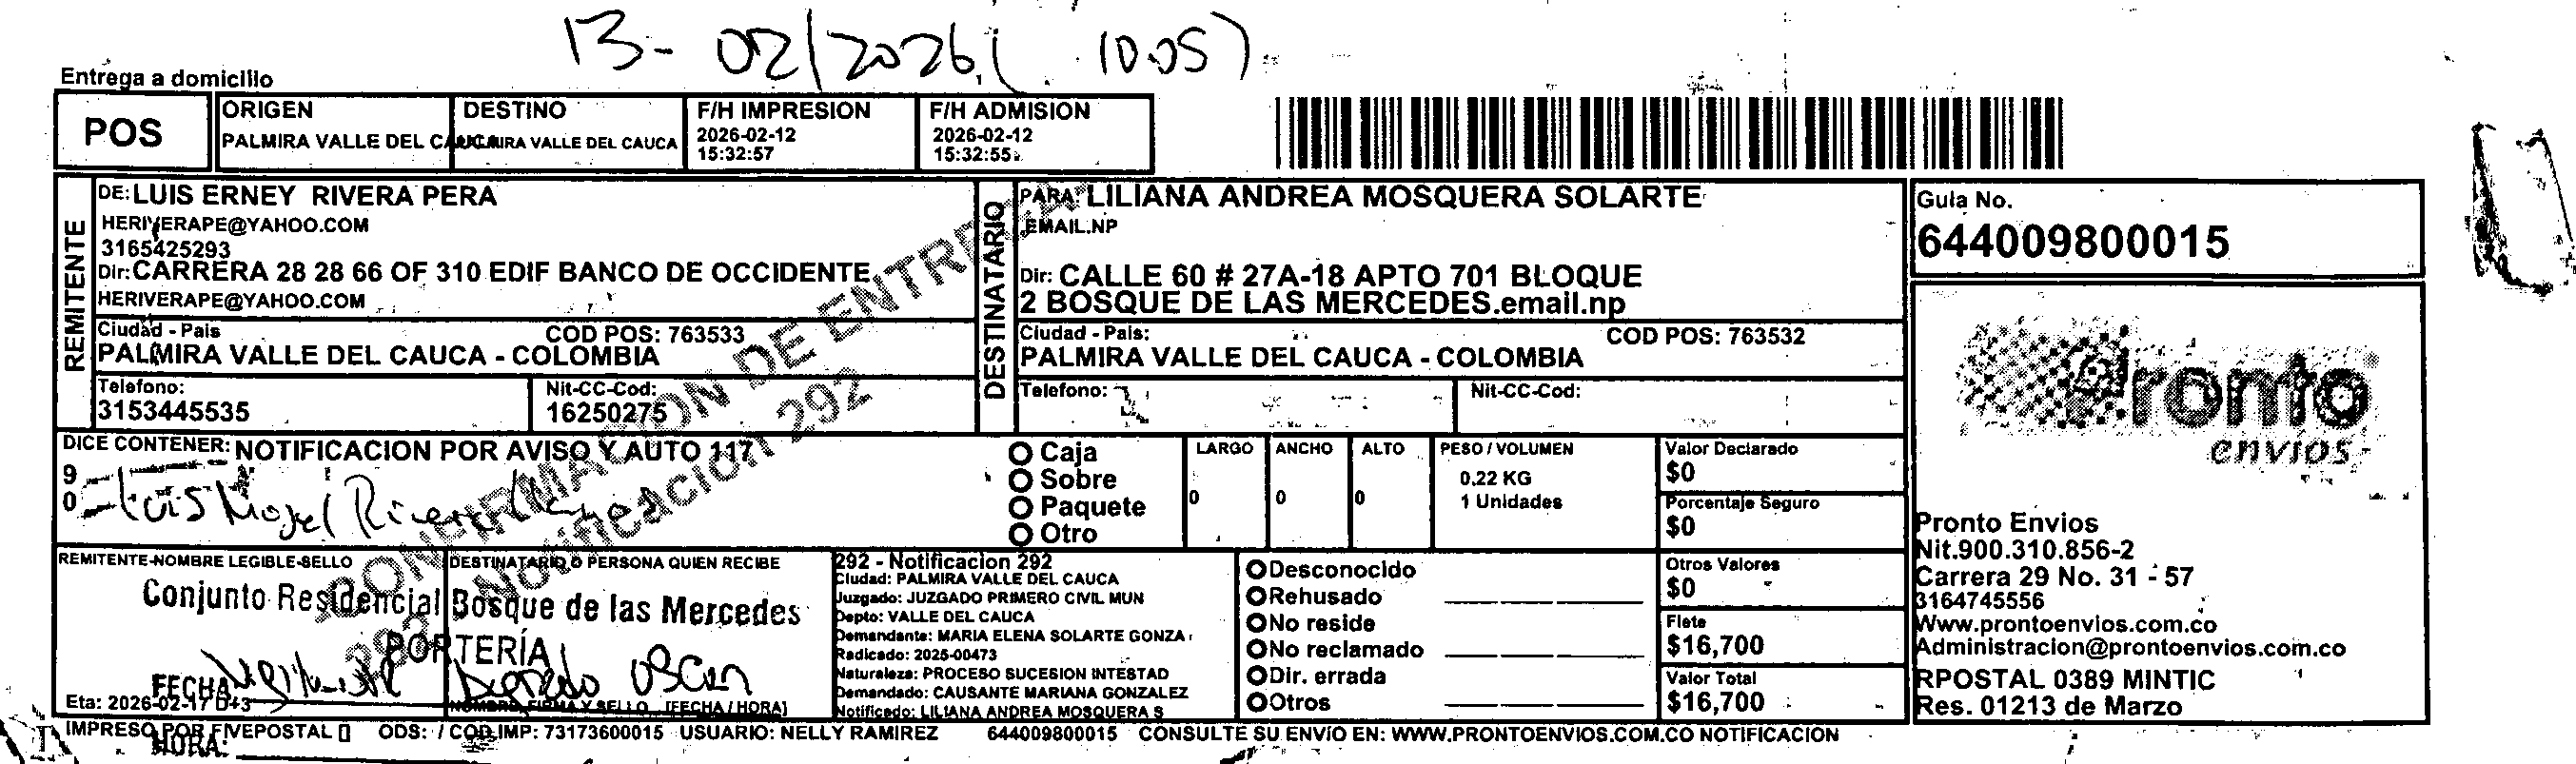 13-02/2026 (10:05)
Entrega a domicilio
POS
ORIGEN
PALMIRA VALLE DEL CAUCA
DESTINO
PALMIRA VALLE DEL CAUCA
F/H IMPRESION
2026-02-12
15:32:57
F/H ADMISION
2026-02-12
15:32:55
REMITENTE
DE: LUIS ERNEY RIVERA PERA
HERIVERAPE@YAHOO.COM
3165425293
Dir: CARRERA 28 28 66 OF 310 EDIF BANCO DE OCCIDENTE
HERIVERAPE@YAHOO.COM
Ciudad - Pais COD POS: 763533
PALMIRA VALLE DEL CAUCA - COLOMBIA
Telefono:
3153445535
Nit-CC-Cod:
16250275
DESTINATARIO
PARA: LILIANA ANDREA MOSQUERA SOLARTE
EMAIL.NP
Dir: CALLE 60 # 27A-18 APTO 701 BLOQUE
2 BOSQUE DE LAS MERCEDES.email.np
Ciudad - Pais: COD POS: 763532
PALMIRA VALLE DEL CAUCA - COLOMBIA
Telefono:
Nit-CC-Cod:
Guia No.
644009800015
Pronto
envios
Pronto Envios
Nit.900.310.856-2
Carrera 29 No. 31 - 57
3164745556
Www.prontoenvios.com.co
Administracion@prontoenvios.com.co
RPOSTAL 0389 MINTIC
Res. 01213 de Marzo
DICE CONTENER: NOTIFICACION POR AVISO Y AUTO 117
9
0
Luis Rivera
CONFIRMACION DE ENTREGA
292 Notificacion 292
Caja
Sobre
Paquete
Otro
LARGO
0
ANCHO
0
ALTO
0
PESO / VOLUMEN
0.22 KG
1 Unidades
Valor Declarado
$0
Porcentaje Seguro
$0
Otros Valores
$0
Flete
$16,700
Valor Total
$16,700
REMITENTE-NOMBRE LEGIBLE-SELLO
DESTINATARIO O PERSONA QUIEN RECIBE
Conjunto Residencial Bosque de las Mercedes
PORTERÍA
Oscar
FECHA
Eta: 2026-02-17 D+3
NOMBRE, FIRMA Y SELLO (FECHA / HORA)
HORA:
292 - Notificacion 292
Ciudad: PALMIRA VALLE DEL CAUCA
Juzgado: JUZGADO PRIMERO CIVIL MUN
Depto: VALLE DEL CAUCA
Demandante: MARIA ELENA SOLARTE GONZA
Radicado: 2025-00473
Naturaleza: PROCESO SUCESION INTESTAD
Demandado: CAUSANTE MARIANA GONZALEZ
Notificado: LILIANA ANDREA MOSQUERA S
Desconocido
Rehusado
No reside
No reclamado
Dir. errada
Otros
IMPRESO POR FIVEPOSTAL ODS: / COD.IMP: 73173600015 USUARIO: NELLY RAMIREZ 644009800015 CONSULTE SU ENVIO EN: WWW.PRONTOENVIOS.COM.CO NOTIFICACION